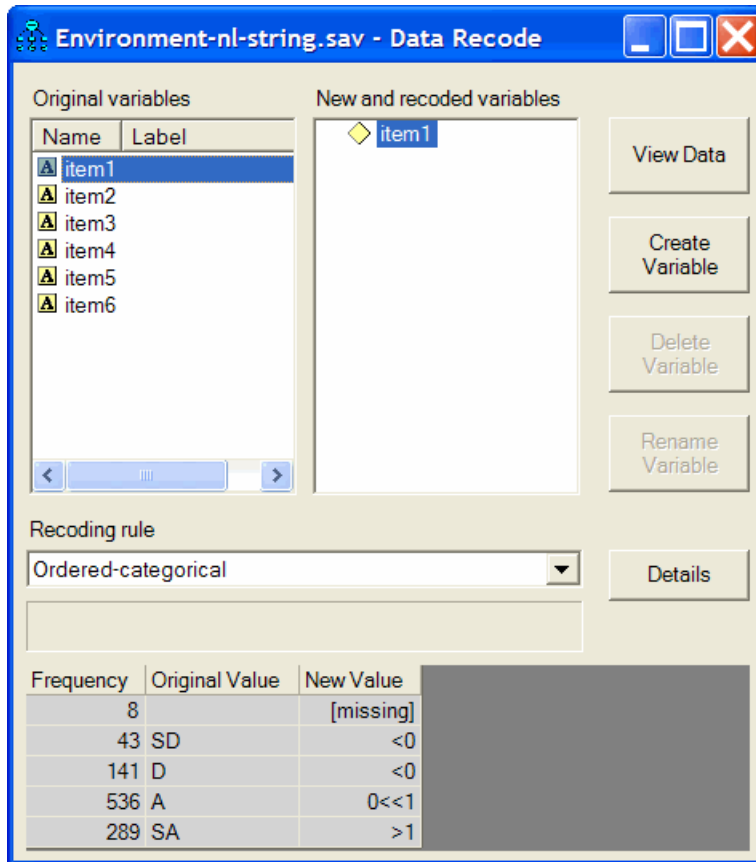 Environment-nl-string.sav - Data Recode
Original variables
New and recoded variables
Name Label
item1
item2
item3
item4
item5
item6
item1
View Data
Create
Variable
Delete
Variable
Rename
Variable
Recoding rule
Ordered-categorical
Details
Frequency Original Value New Value
8 [missing]
43 SD <0
141 D <0
536 A 0<<1
289 SA >1